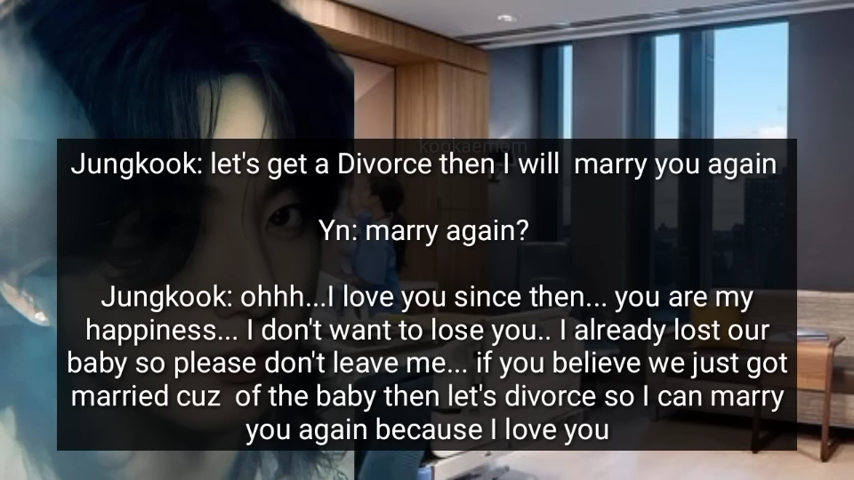 kookaemom
Jungkook: let's get a Divorce then I will  marry you again
Yn: marry again?
Jungkook: ohhh...I love you since then... you are my
happiness... I don't want to lose you.. I already lost our
baby so please don't leave me... if you believe we just got
married cuz  of the baby then let's divorce so I can marry
you again because I love you